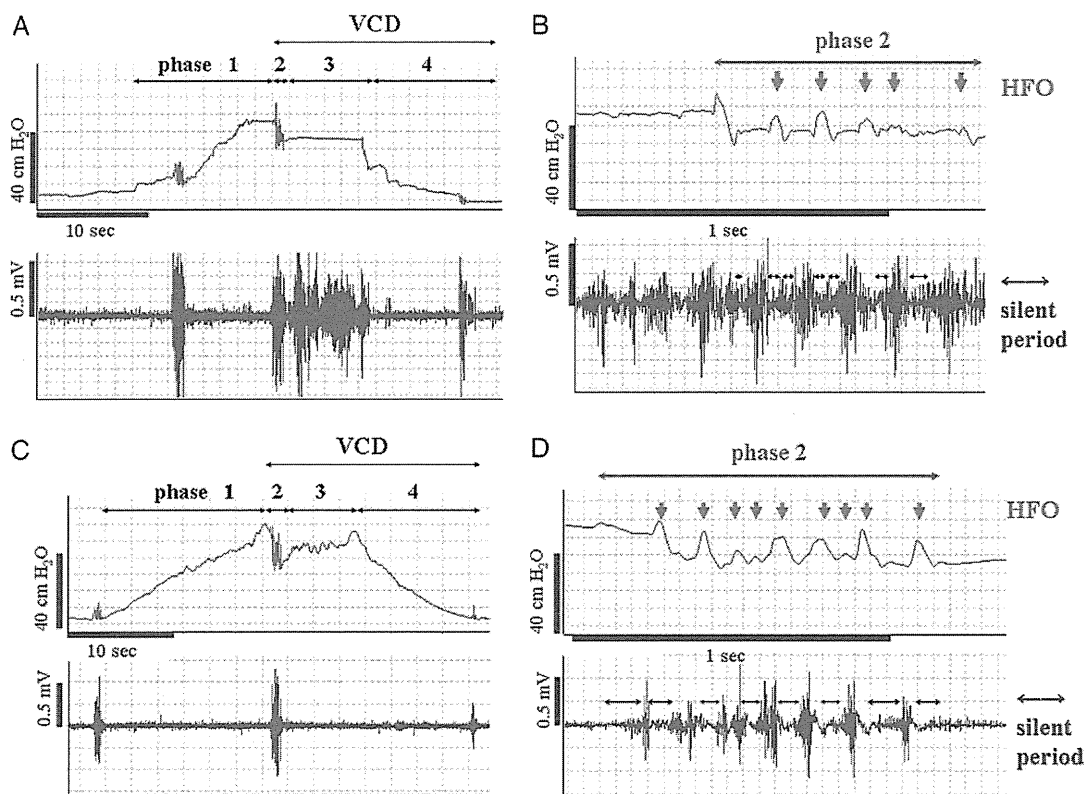 A
VCD
phase 1 2 3 4
40 cm H₂O
10 sec
0.5 mV
B
phase 2
HFO
40 cm H₂O
1 sec
0.5 mV
silent
period
C
VCD
phase 1 2 3 4
40 cm H₂O
10 sec
0.5 mV
D
phase 2
HFO
40 cm H₂O
1 sec
0.5 mV
silent
period